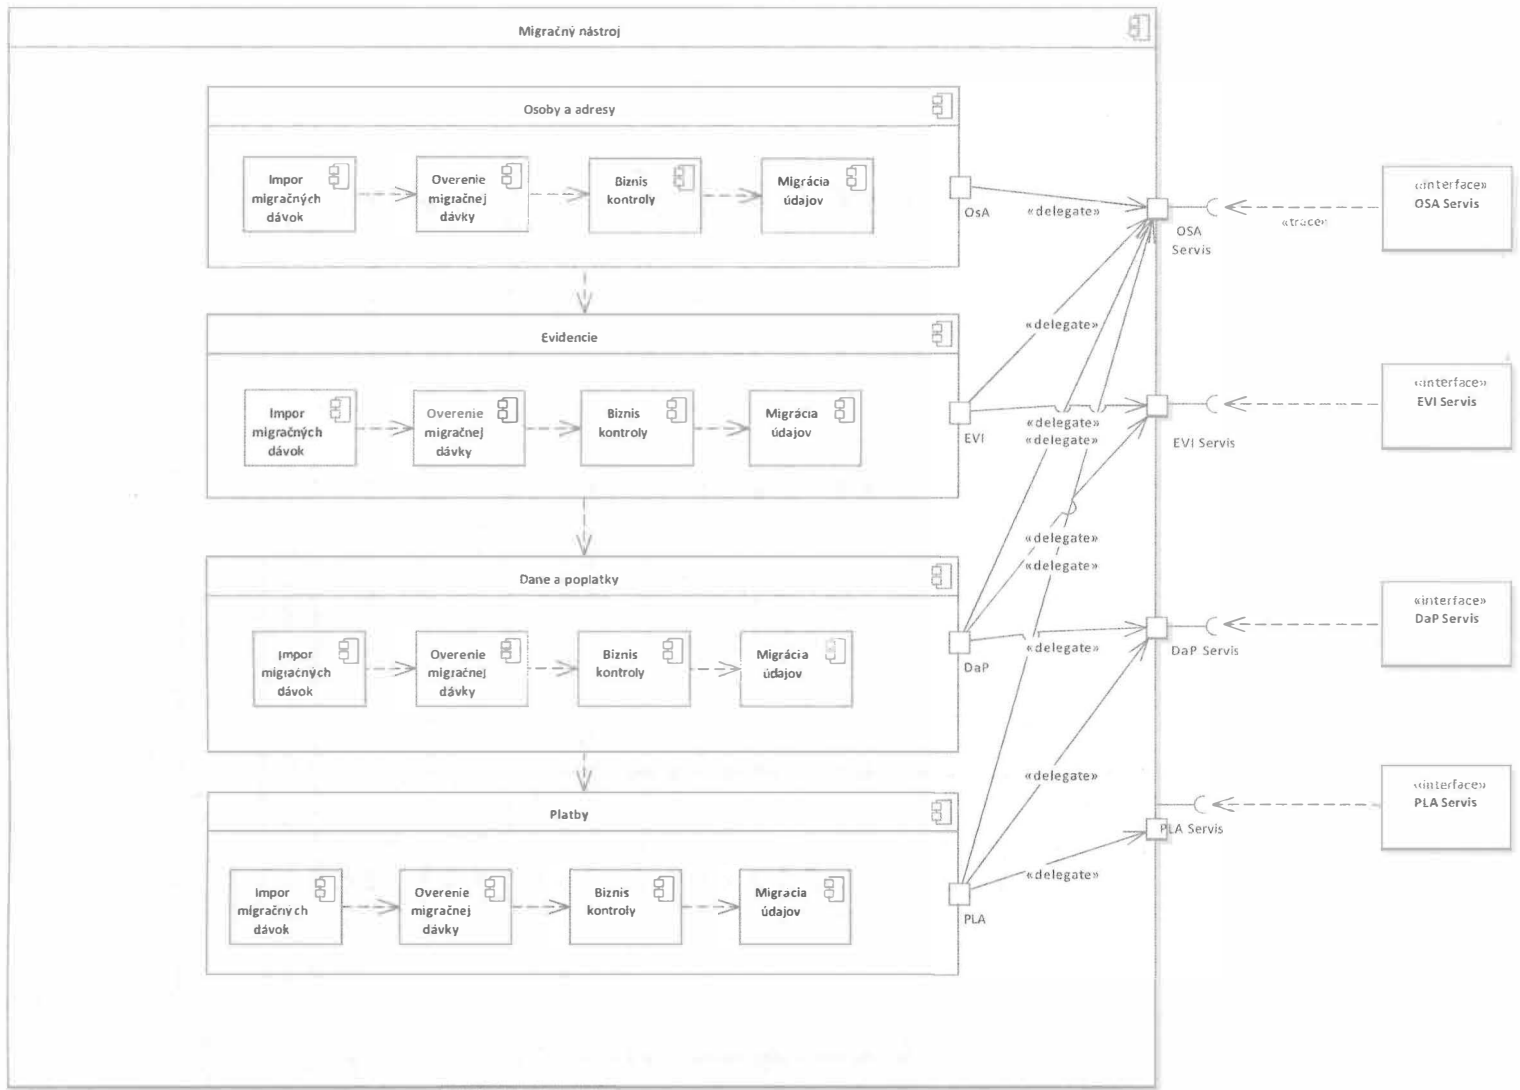 Migračný nástroj
Osoby a adresy
Impor
migračných
dávok
Overenie
migračnej
dávky
Biznis
kontroly
Migrácia
údajov
OsA
«delegate»
OSA
Servis
«trace»
«interface»
OSA Servis
«delegate»
Evidencie
Impor
migračných
dávok
Overenie
migračnej
dávky
Biznis
kontroly
Migrácia
údajov
EVI
«delegate»
«delegate»
EVI Servis
«interface»
EVI Servis
«delegate»
«delegate»
Dane a poplatky
Impor
migračných
dávok
Overenie
migračnej
dávky
Biznis
kontroly
Migrácia
údajov
DaP
«delegate»
DaP Servis
«interface»
DaP Servis
«delegate»
Platby
Impor
migračných
dávok
Overenie
migračnej
dávky
Biznis
kontroly
Migracia
údajov
PLA
«delegate»
PLA Servis
«interface»
PLA Servis